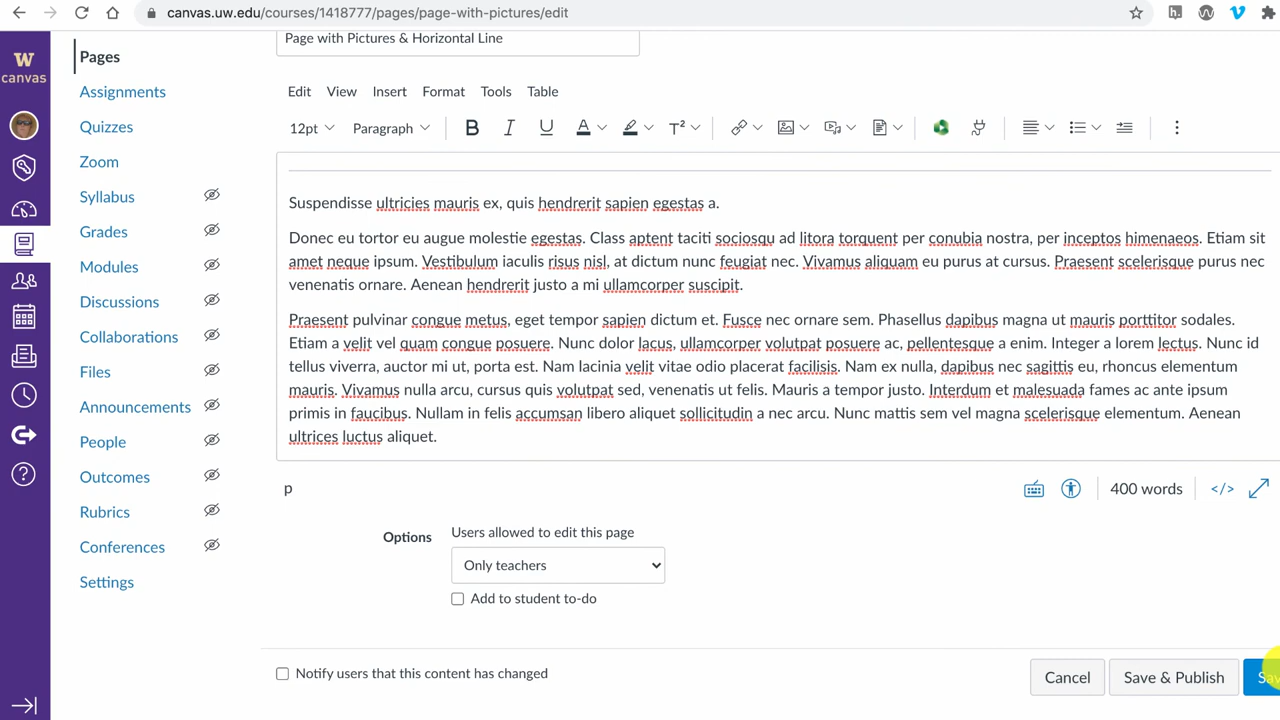 canvas.uw.edu/courses/1418777/pages/page-with-pictures/edit
W
canvas
Pages
Assignments
Quizzes
Zoom
Syllabus
Grades
Modules
Discussions
Collaborations
Files
Announcements
People
Outcomes
Rubrics
Conferences
Settings
Page with Pictures & Horizontal Line
Edit View Insert Format Tools Table
12pt Paragraph B I U A T²
Suspendisse ultricies mauris ex, quis hendrerit sapien egestas a.
Donec eu tortor eu augue molestie egestas. Class aptent taciti sociosqu ad litora torquent per conubia nostra, per inceptos himenaeos. Etiam sit
amet neque ipsum. Vestibulum iaculis risus nisl, at dictum nunc feugiat nec. Vivamus aliquam eu purus at cursus. Praesent scelerisque purus nec
venenatis ornare. Aenean hendrerit justo a mi ullamcorper suscipit.
Praesent pulvinar congue metus, eget tempor sapien dictum et. Fusce nec ornare sem. Phasellus dapibus magna ut mauris porttitor sodales.
Etiam a velit vel quam congue posuere. Nunc dolor lacus, ullamcorper volutpat posuere ac, pellentesque a enim. Integer a lorem lectus. Nunc id
tellus viverra, auctor mi ut, porta est. Nam lacinia velit vitae odio placerat facilisis. Nam ex nulla, dapibus nec sagittis eu, rhoncus elementum
mauris. Vivamus nulla arcu, cursus quis volutpat sed, venenatis ut felis. Mauris a tempor justo. Interdum et malesuada fames ac ante ipsum
primis in faucibus. Nullam in felis accumsan libero aliquet sollicitudin a nec arcu. Nunc mattis sem vel magna scelerisque elementum. Aenean
ultrices luctus aliquet.
p
400 words </>
Options
Users allowed to edit this page
Only teachers
Add to student to-do
Notify users that this content has changed
Cancel Save & Publish